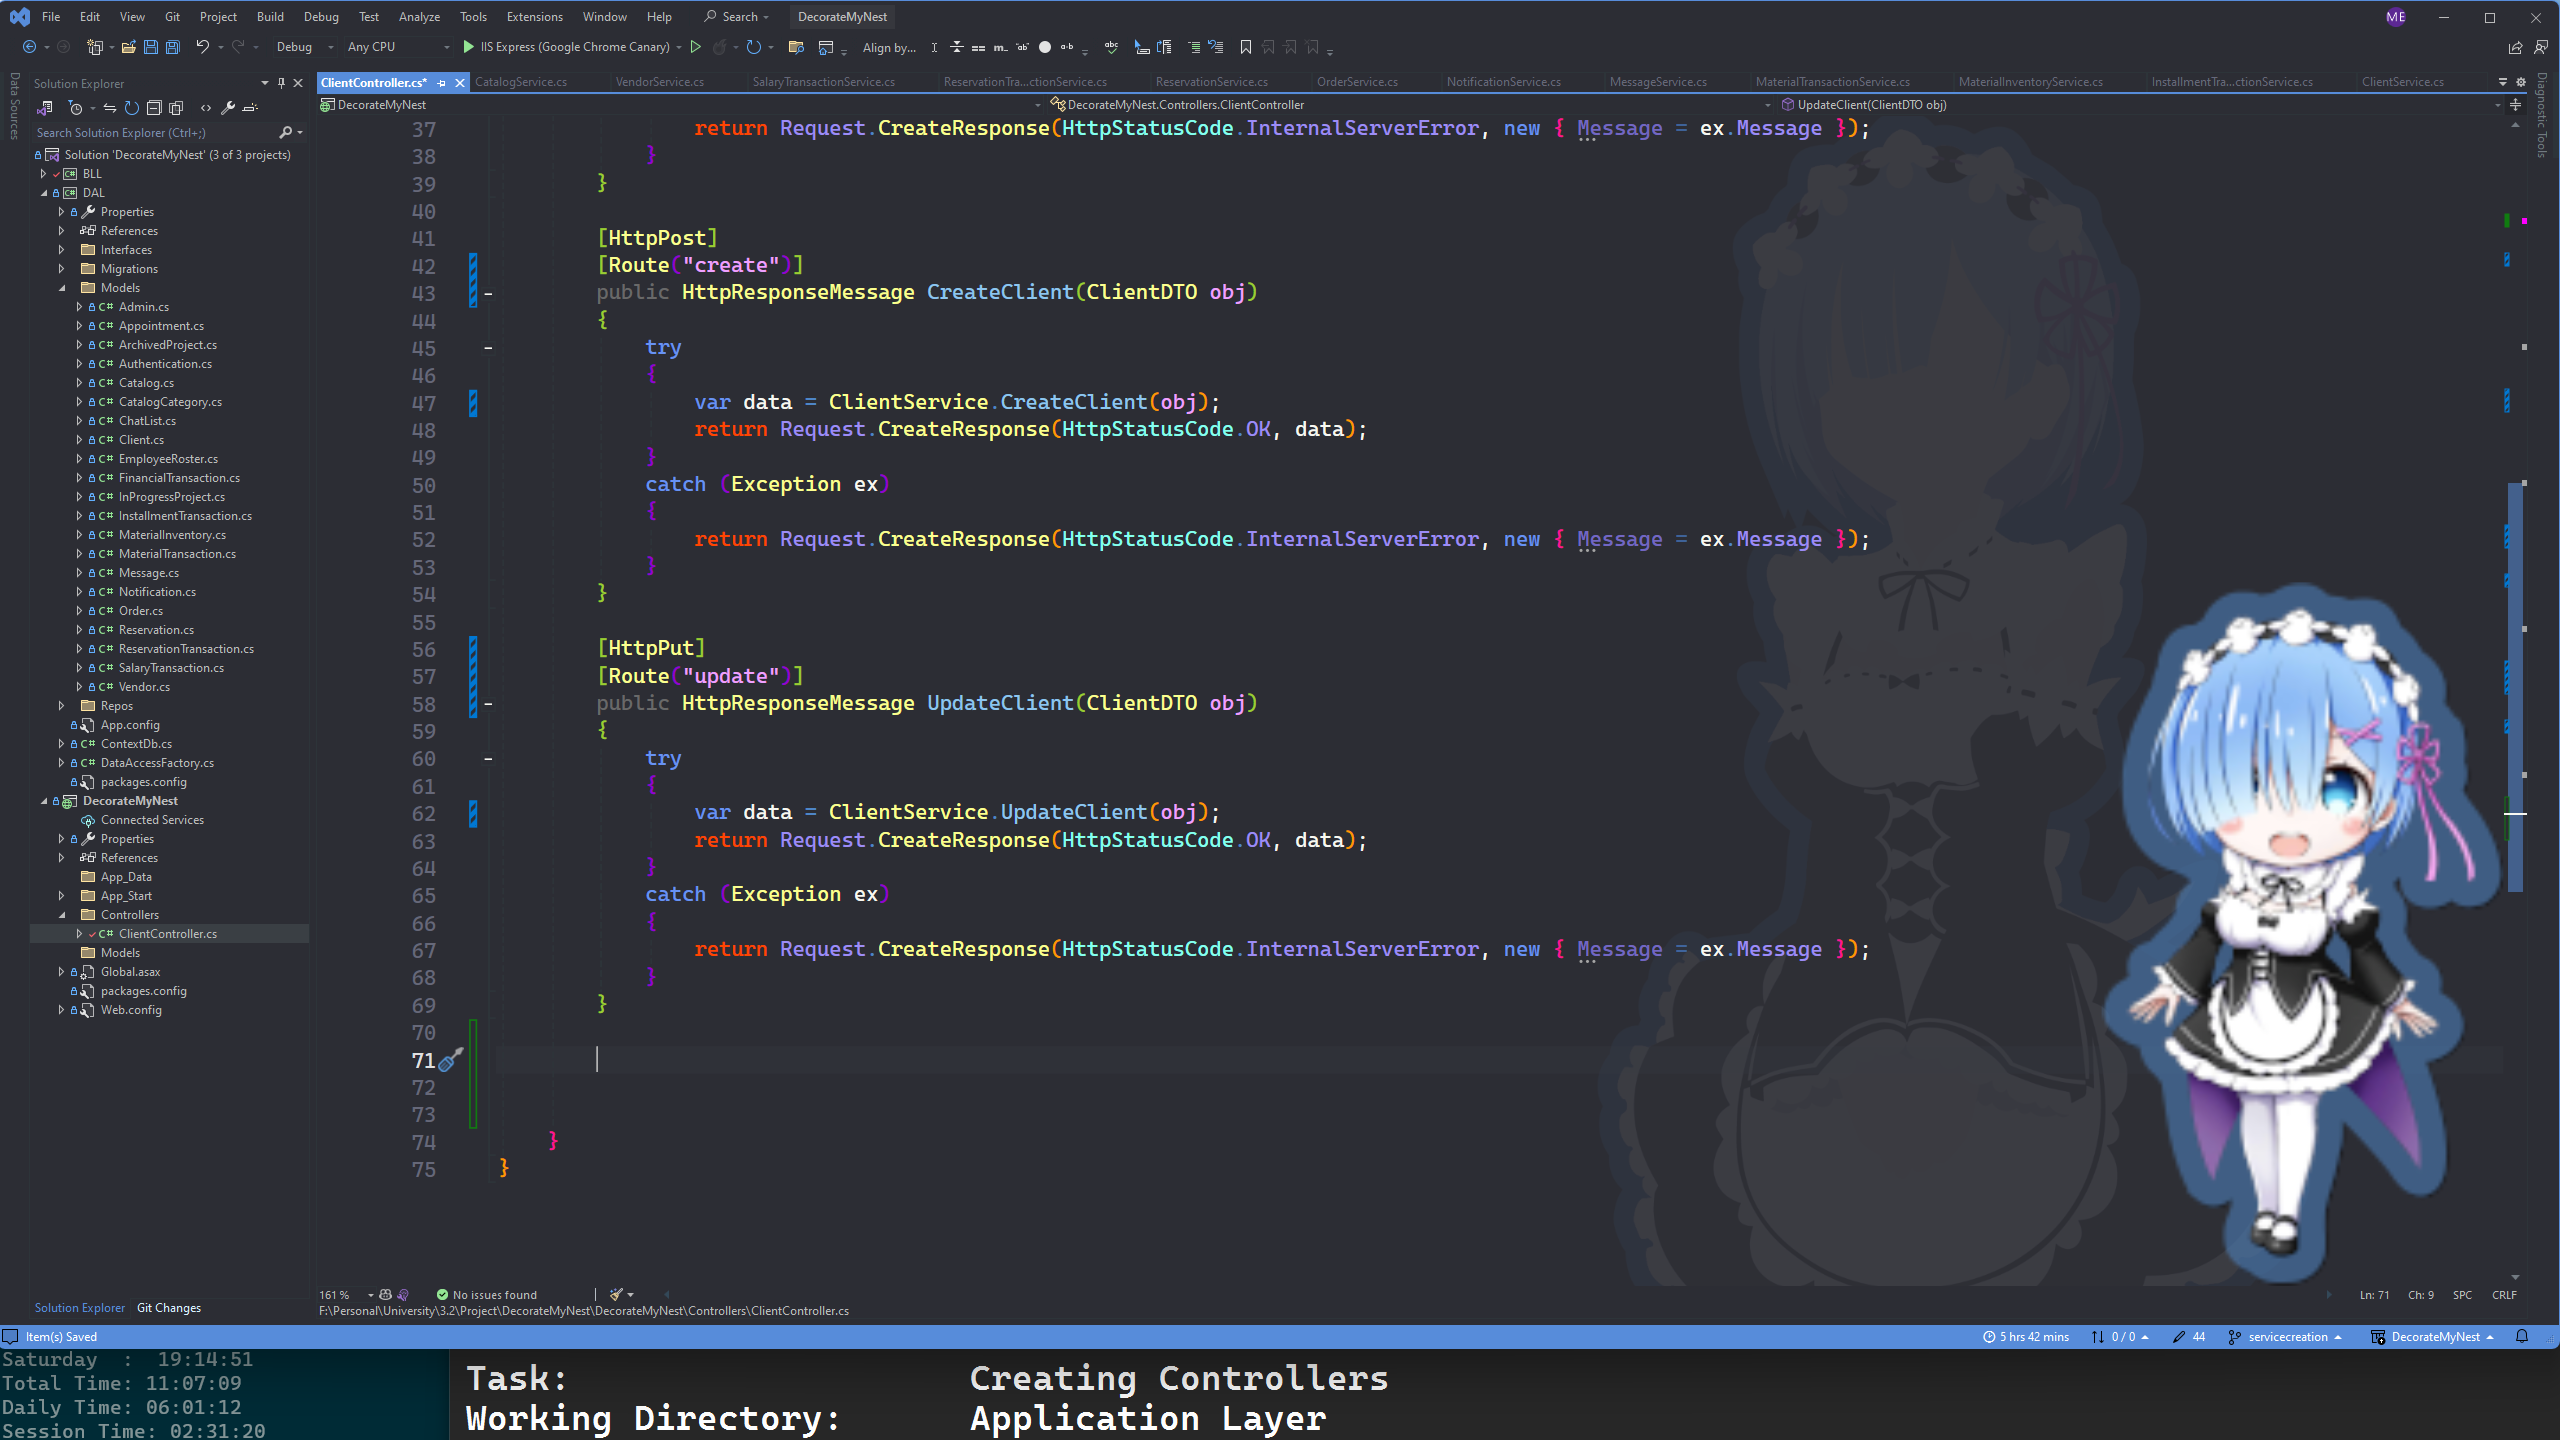 File Edit View Git Project Build Debug Test Analyze Tools Extensions Window Help Search DecorateMyNest ME
Debug Any CPU IIS Express (Google Chrome Canary) Align by...
Data Sources
Solution Explorer
Search Solution Explorer (Ctrl+;)
Solution 'DecorateMyNest' (3 of 3 projects)
BLL
DAL
Properties
References
Interfaces
Migrations
Models
C# Admin.cs
C# Appointment.cs
C# ArchivedProject.cs
C# Authentication.cs
C# Catalog.cs
C# CatalogCategory.cs
C# ChatList.cs
C# Client.cs
C# EmployeeRoster.cs
C# FinancialTransaction.cs
C# InProgressProject.cs
C# InstallmentTransaction.cs
C# MaterialInventory.cs
C# MaterialTransaction.cs
C# Message.cs
C# Notification.cs
C# Order.cs
C# Reservation.cs
C# ReservationTransaction.cs
C# SalaryTransaction.cs
C# Vendor.cs
Repos
App.config
C# ContextDb.cs
C# DataAccessFactory.cs
packages.config
DecorateMyNest
Connected Services
Properties
References
App_Data
App_Start
Controllers
C# ClientController.cs
Models
Global.asax
packages.config
Web.config
Solution Explorer Git Changes
ClientController.cs* CatalogService.cs VendorService.cs SalaryTransactionService.cs ReservationTra...ctionService.cs ReservationService.cs OrderService.cs NotificationService.cs MessageService.cs MaterialTransactionService.cs MaterialInventoryService.cs InstallmentTra...ctionService.cs ClientService.cs
DecorateMyNest DecorateMyNest.Controllers.ClientController UpdateClient(ClientDTO obj)
Diagnostic Tools
37 return Request.CreateResponse(HttpStatusCode.InternalServerError, new { Message = ex.Message });
38 }
39 }
40
41 [HttpPost]
42 [Route("create")]
43 public HttpResponseMessage CreateClient(ClientDTO obj)
44 {
45 try
46 {
47 var data = ClientService.CreateClient(obj);
48 return Request.CreateResponse(HttpStatusCode.OK, data);
49 }
50 catch (Exception ex)
51 {
52 return Request.CreateResponse(HttpStatusCode.InternalServerError, new { Message = ex.Message });
53 }
54 }
55
56 [HttpPut]
57 [Route("update")]
58 public HttpResponseMessage UpdateClient(ClientDTO obj)
59 {
60 try
61 {
62 var data = ClientService.UpdateClient(obj);
63 return Request.CreateResponse(HttpStatusCode.OK, data);
64 }
65 catch (Exception ex)
66 {
67 return Request.CreateResponse(HttpStatusCode.InternalServerError, new { Message = ex.Message });
68 }
69 }
70
71
72
73
74 }
75 }
161 % No issues found Ln: 71 Ch: 9 SPC CRLF
F:\Personal\University\3.2\Project\DecorateMyNest\DecorateMyNest\Controllers\ClientController.cs
Item(s) Saved 5 hrs 42 mins 0 / 0 44 servicecreation DecorateMyNest
Saturday : 19:14:51
Total Time: 11:07:09
Daily Time: 06:01:12
Session Time: 02:31:20
Task: Creating Controllers
Working Directory: Application Layer